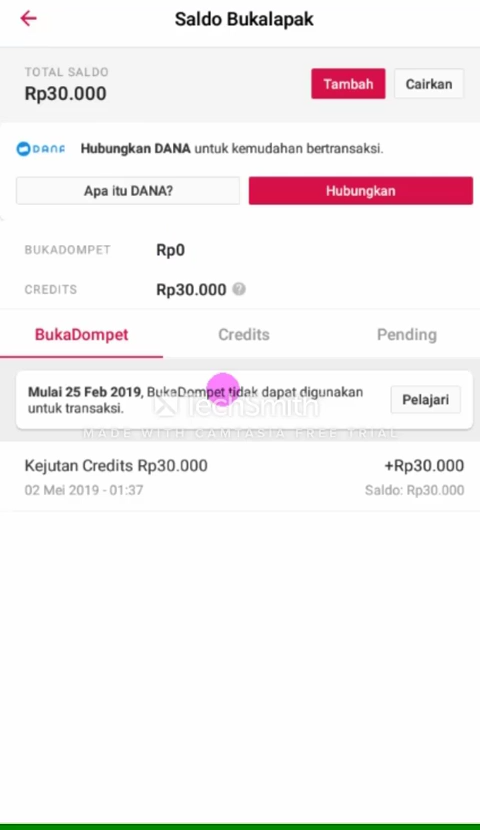 Saldo Bukalapak
TOTAL SALDO
Rp30.000
Tambah
Cairkan
DANA
Hubungkan DANA untuk kemudahan bertransaksi.
Apa itu DANA?
Hubungkan
BUKADOMPET
Rp0
CREDITS
Rp30.000 ?
BukaDompet
Credits
Pending
Mulai 25 Feb 2019, BukaDompet tidak dapat digunakan
untuk transaksi.
Pelajari
TechSmith
MADE WITH CAMTASIA FREE TRIAL
Kejutan Credits Rp30.000
+Rp30.000
02 Mei 2019 - 01:37
Saldo: Rp30.000